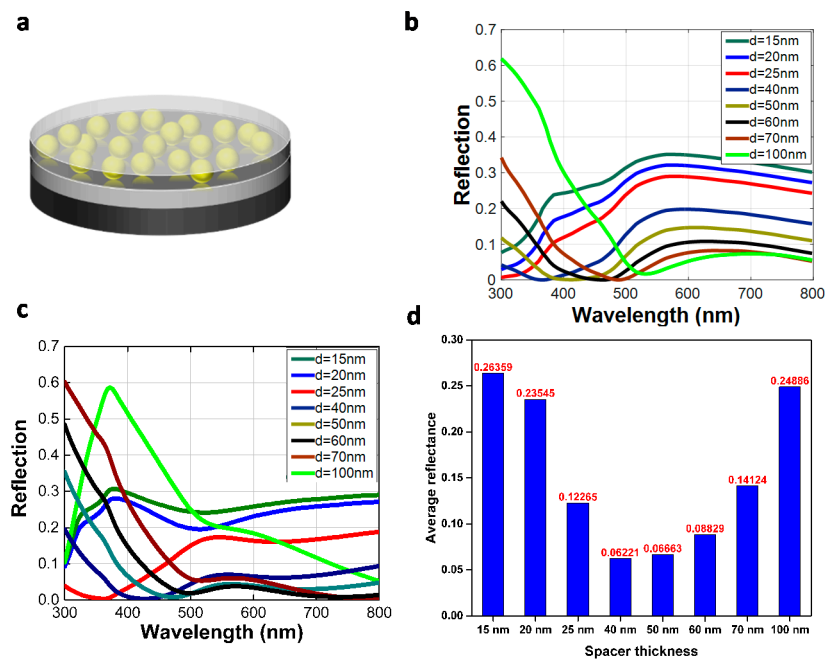 a
b
Reflection
0.7
0.6
0.5
0.4
0.3
0.2
0.1
0
300 400 500 600 700 800
Wavelength (nm)
d=15nm
d=20nm
d=25nm
d=40nm
d=50nm
d=60nm
d=70nm
d=100nm
c
Reflection
0.7
0.6
0.5
0.4
0.3
0.2
0.1
0.0
300 400 500 600 700 800
Wavelength (nm)
d=15nm
d=20nm
d=25nm
d=40nm
d=50nm
d=60nm
d=70nm
d=100nm
d
Average reflectance
0.30
0.25
0.20
0.15
0.10
0.05
0.00
0.26359
0.23545
0.12265
0.06221
0.06663
0.08829
0.14124
0.24886
15 nm 20 nm 25 nm 40 nm 50 nm 60 nm 70 nm 100 nm
Spacer thickness